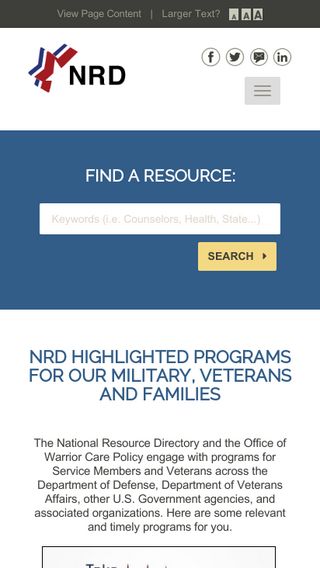 View Page Content | Larger Text? A A A
NRD
FIND A RESOURCE:
Keywords (i.e: Counselors, Health, State...)
SEARCH
NRD HIGHLIGHTED PROGRAMS
FOR OUR MILITARY, VETERANS
AND FAMILIES
The National Resource Directory and the Office of
Warrior Care Policy engage with programs for
Service Members and Veterans across the
Department of Defense, Department of Veterans
Affairs, other U.S. Government agencies, and
associated organizations. Here are some relevant
and timely programs for you.